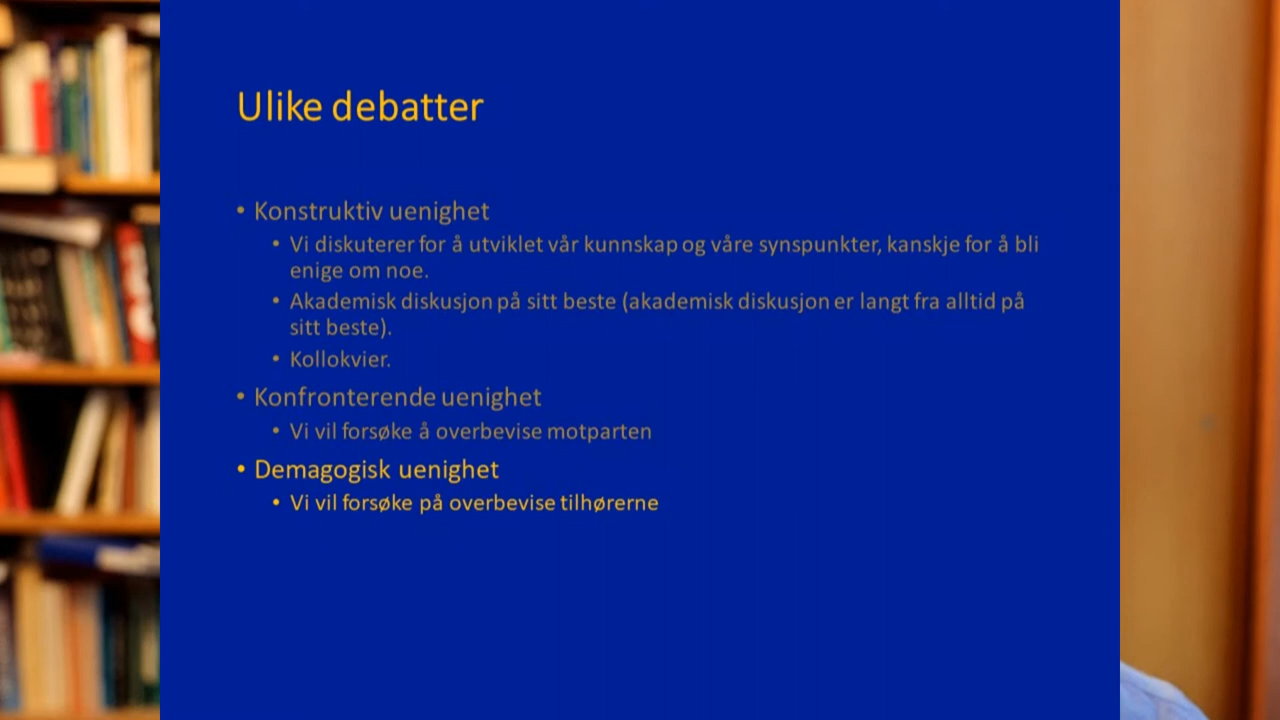 Ulike debatter
• Konstruktiv uenighet
• Vi diskuterer for å utviklet vår kunnskap og våre synspunkter, kanskje for å bli
enige om noe.
• Akademisk diskusjon på sitt beste (akademisk diskusjon er langt fra alltid på
sitt beste).
• Kollokvier.
• Konfronterende uenighet
• Vi vil forsøke å overbevise motparten
• Demagogisk uenighet
• Vi vil forsøke på overbevise tilhørerne